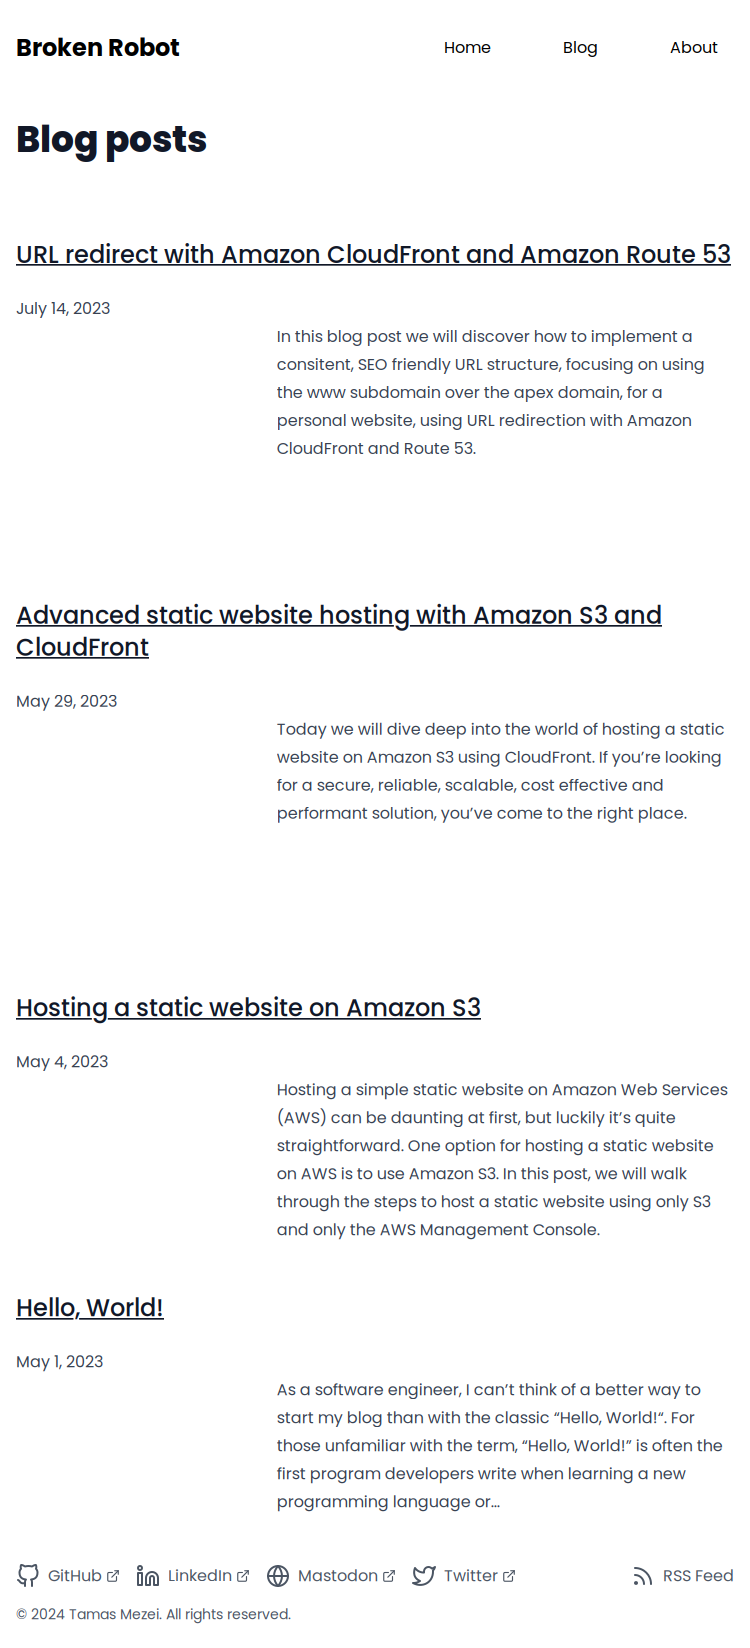 Broken Robot
Home
Blog
About
Blog posts
URL redirect with Amazon CloudFront and Amazon Route 53
July 14, 2023
In this blog post we will discover how to implement a
consitent, SEO friendly URL structure, focusing on using
the www subdomain over the apex domain, for a
personal website, using URL redirection with Amazon
CloudFront and Route 53.
Advanced static website hosting with Amazon S3 and
CloudFront
May 29, 2023
Today we will dive deep into the world of hosting a static
website on Amazon S3 using CloudFront. If you’re looking
for a secure, reliable, scalable, cost effective and
performant solution, you’ve come to the right place.
Hosting a static website on Amazon S3
May 4, 2023
Hosting a simple static website on Amazon Web Services
(AWS) can be daunting at first, but luckily it’s quite
straightforward. One option for hosting a static website
on AWS is to use Amazon S3. In this post, we will walk
through the steps to host a static website using only S3
and only the AWS Management Console.
Hello, World!
May 1, 2023
As a software engineer, I can’t think of a better way to
start my blog than with the classic “Hello, World!“. For
those unfamiliar with the term, “Hello, World!” is often the
first program developers write when learning a new
programming language or…
GitHub
LinkedIn
Mastodon
Twitter
RSS Feed
© 2024 Tamas Mezei. All rights reserved.